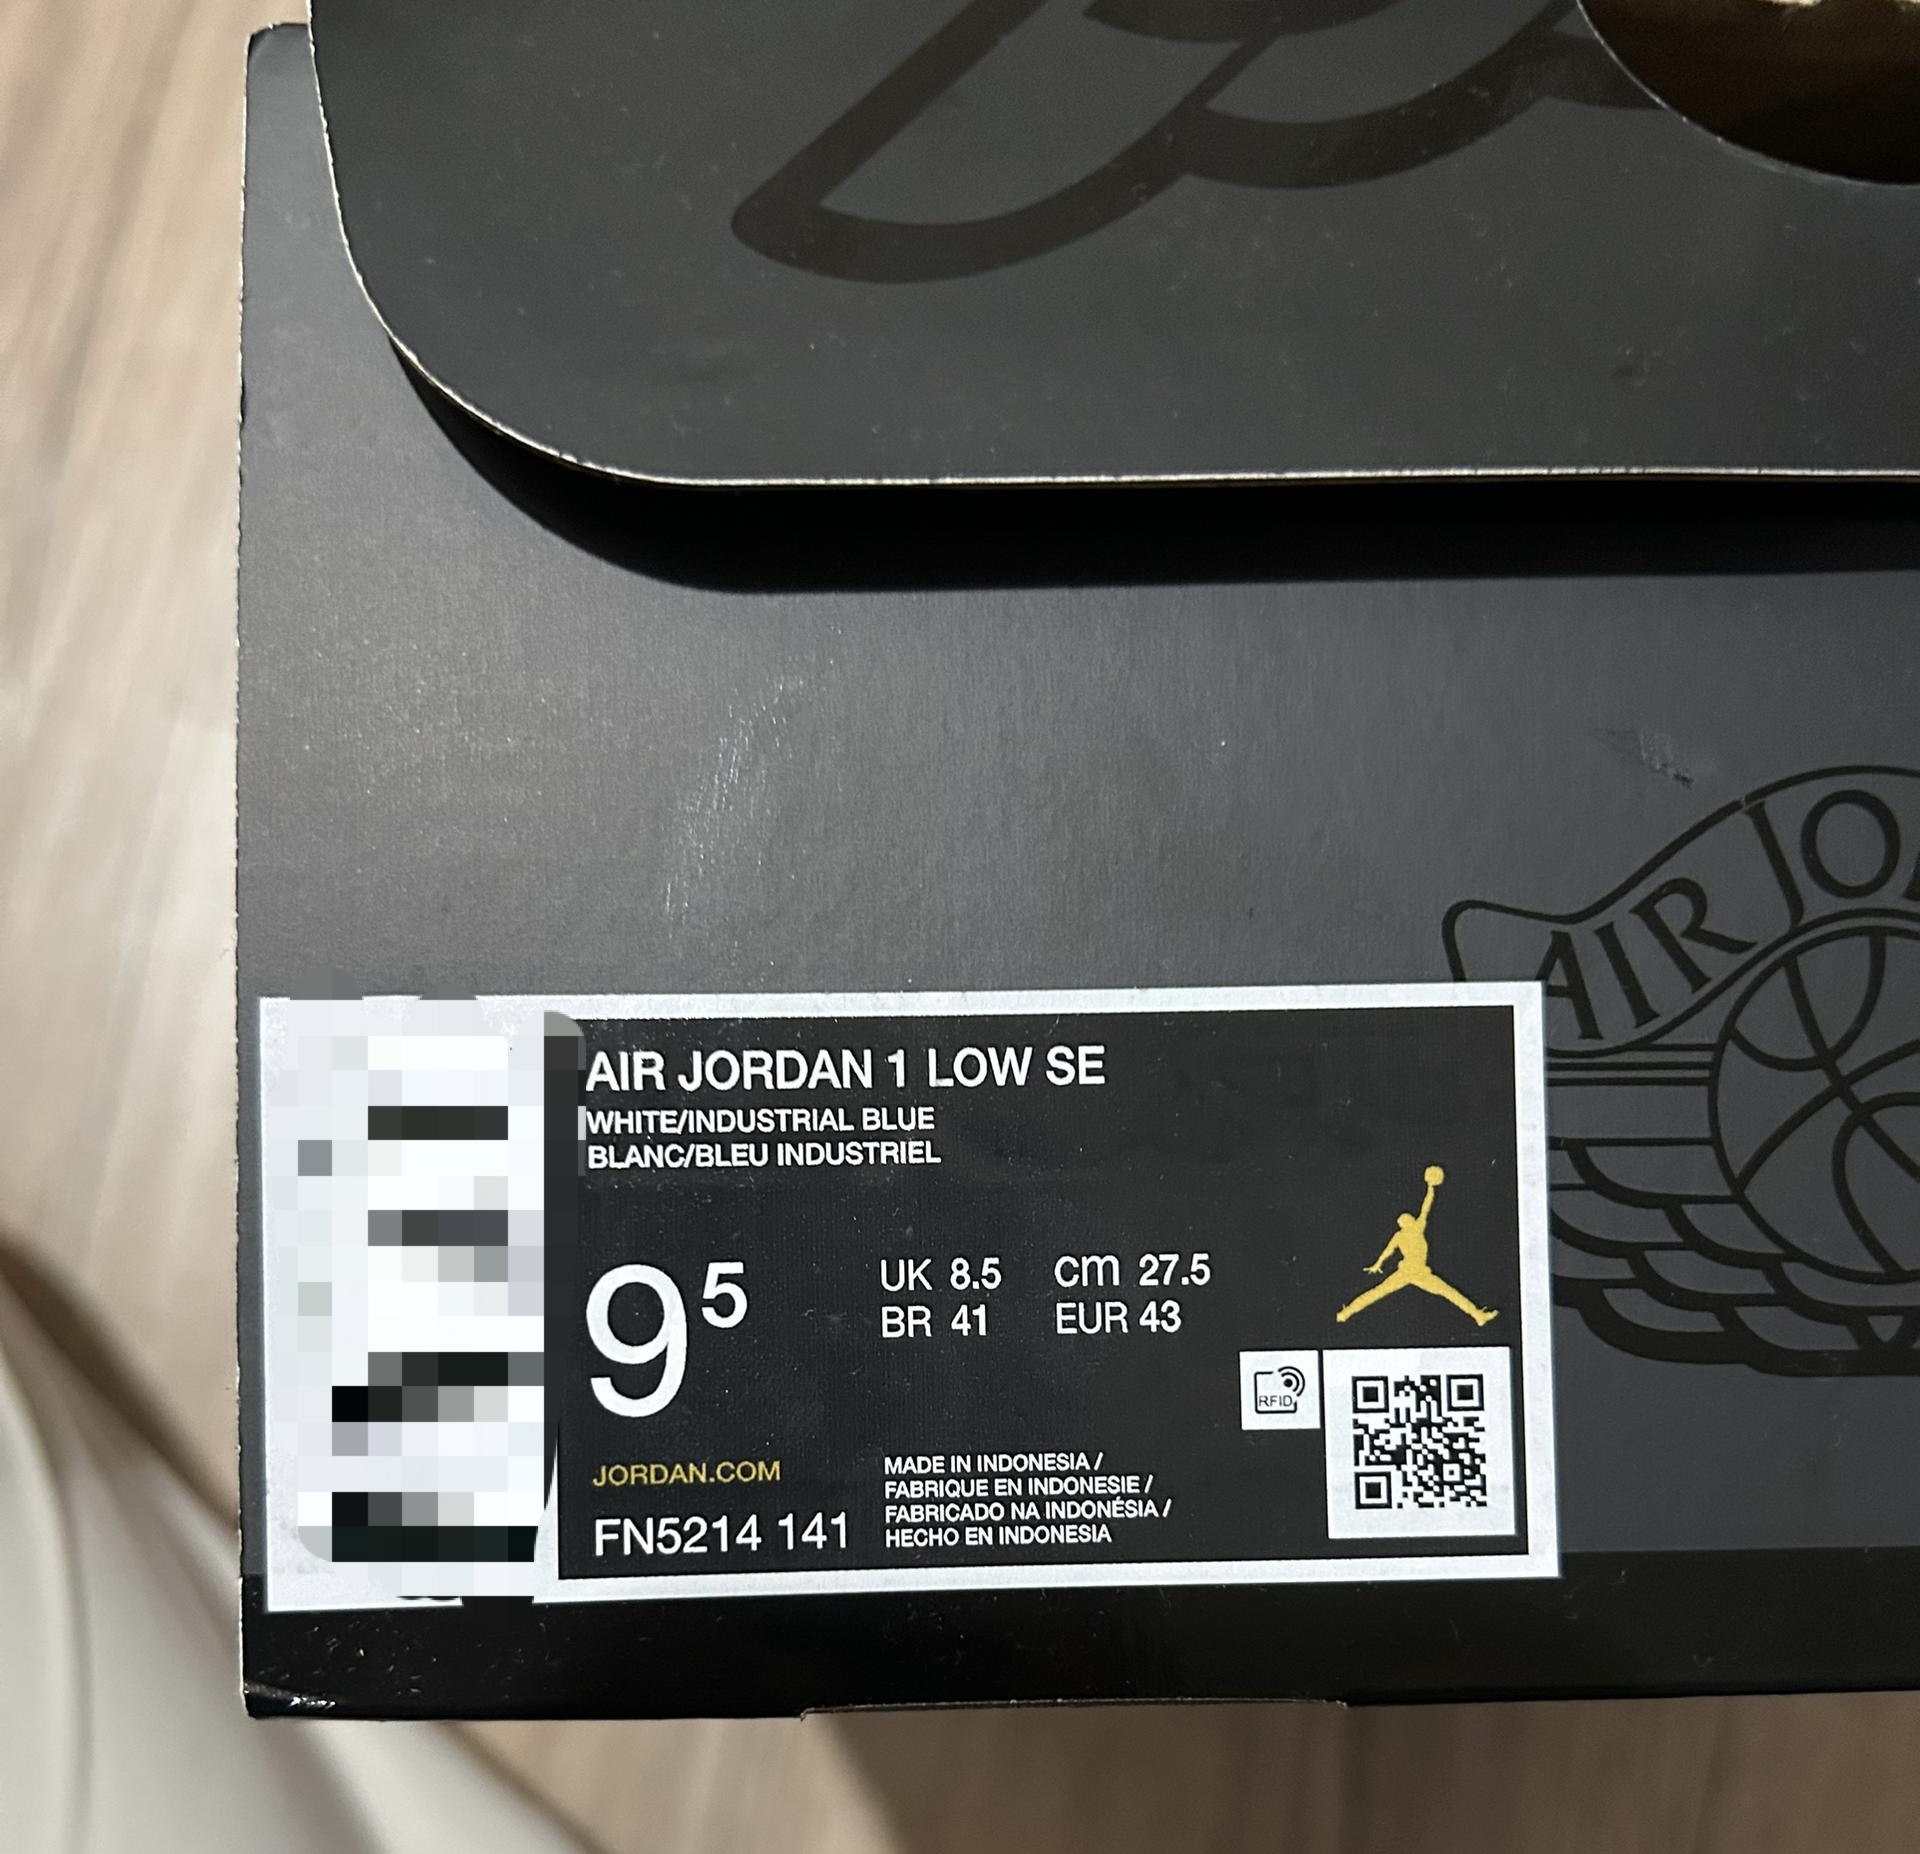 AIR JO
AIR JORDAN 1 LOW SE
WHITE/INDUSTRIAL BLUE
BLANC/BLEU INDUSTRIEL
9⁵
UK 8.5 cm 27.5
BR 41 EUR 43
RFID
JORDAN.COM
FN5214 141
MADE IN INDONESIA /
FABRIQUE EN INDONESIE /
FABRICADO NA INDONÉSIA /
HECHO EN INDONESIA